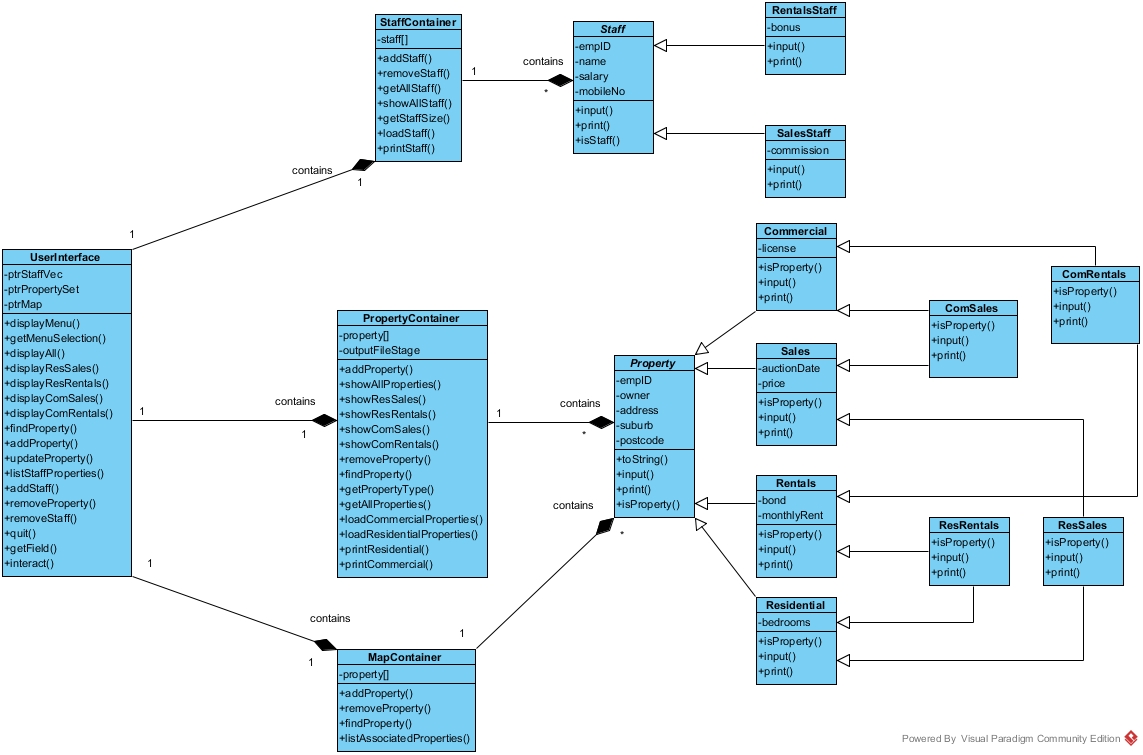 StaffContainer
-staff[]
+addStaff()
+removeStaff()
+getAllStaff()
+showAllStaff()
+getStaffSize()
+loadStaff()
+printStaff()
1
contains
*
Staff
-empID
-name
-salary
-mobileNo
+input()
+print()
+isStaff()
RentalsStaff
-bonus
+input()
+print()
SalesStaff
-commission
+input()
+print()
contains
1
1
UserInterface
-ptrStaffVec
-ptrPropertySet
-ptrMap
+displayMenu()
+getMenuSelection()
+displayAll()
+displayResSales()
+displayResRentals()
+displayComSales()
+displayComRentals()
+findProperty()
+addProperty()
+updateProperty()
+listStaffProperties()
+addStaff()
+removeProperty()
+removeStaff()
+quit()
+getField()
+interact()
1
contains
1
PropertyContainer
-property[]
-outputFileStage
+addProperty()
+showAllProperties()
+showResSales()
+showResRentals()
+showComSales()
+showComRentals()
+removeProperty()
+findProperty()
+getPropertyType()
+getAllProperties()
+loadCommercialProperties()
+loadResidentialProperties()
+printResidential()
+printCommercial()
1
contains
*
Property
-empID
-owner
-address
-suburb
-postcode
+toString()
+input()
+print()
+isProperty()
contains
*
1
1
contains
1
MapContainer
-property[]
+addProperty()
+removeProperty()
+findProperty()
+listAssociatedProperties()
Commercial
-license
+isProperty()
+input()
+print()
ComSales
+isProperty()
+input()
+print()
ComRentals
+isProperty()
+input()
+print()
Sales
-auctionDate
-price
+isProperty()
+input()
+print()
Rentals
-bond
-monthlyRent
+isProperty()
+input()
+print()
ResRentals
+isProperty()
+input()
+print()
ResSales
+isProperty()
+input()
+print()
Residential
-bedrooms
+isProperty()
+input()
+print()
Powered By Visual Paradigm Community Edition